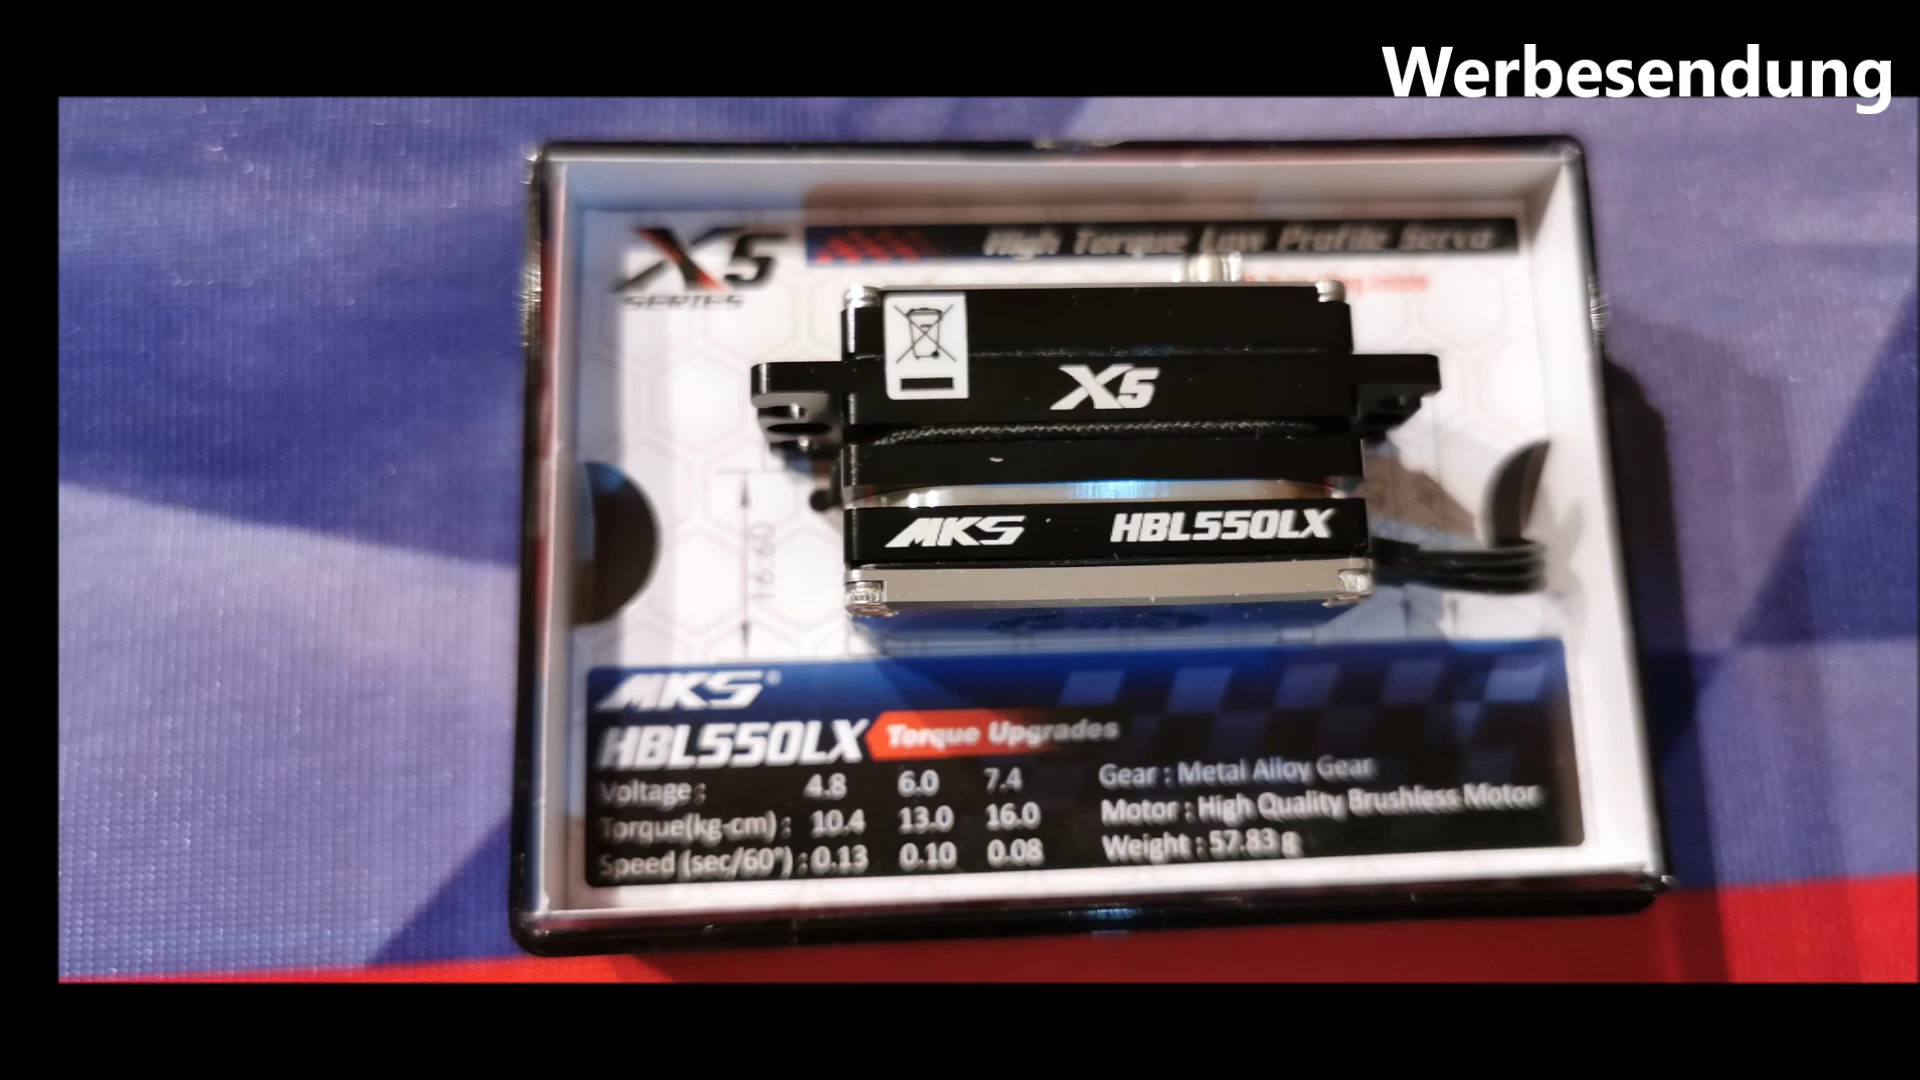 Werbesendung
X5
SERIES
High Torque Low Profile Servo
X5
MKS HBL550LX
16.60
MKS®
HBL550LX Torque Upgrades
Voltage : 4.8 6.0 7.4
Torque(kg-cm) : 10.4 13.0 16.0
Speed (sec/60°) : 0.13 0.10 0.08
Gear : Metal Alloy Gear
Motor : High Quality Brushless Motor
Weight : 57.83 g